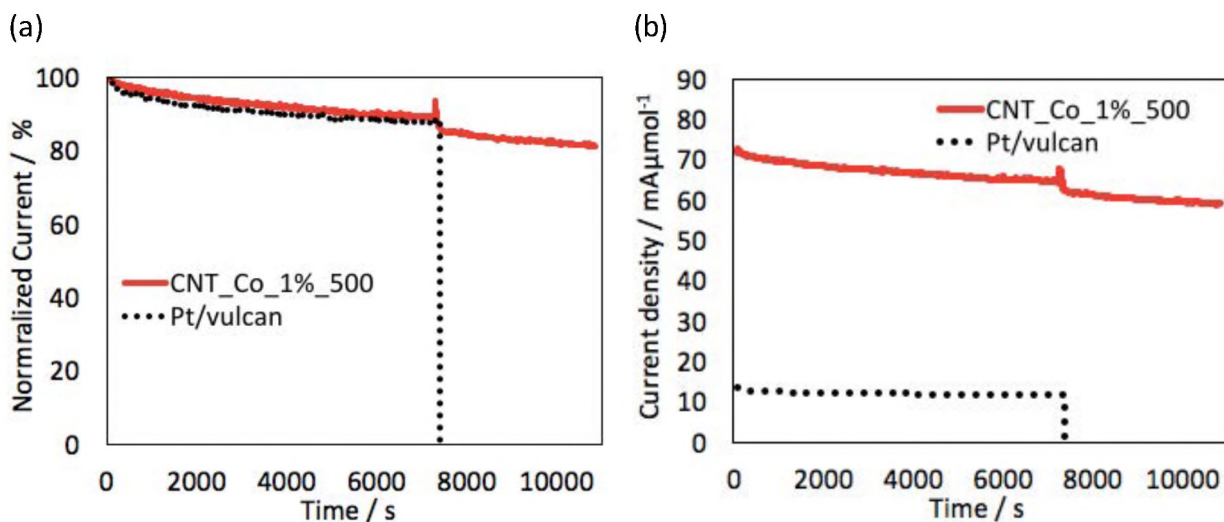 (a)
100
80
60
40
20
0
Normralized Current / %
CNT_Co_1%_500
Pt/vulcan
0 2000 4000 6000 8000 10000
Time / s
(b)
90
80
70
60
50
40
30
20
10
0
Current density / mAµmol⁻¹
CNT_Co_1%_500
Pt/vulcan
0 2000 4000 6000 8000 10000
Time / s